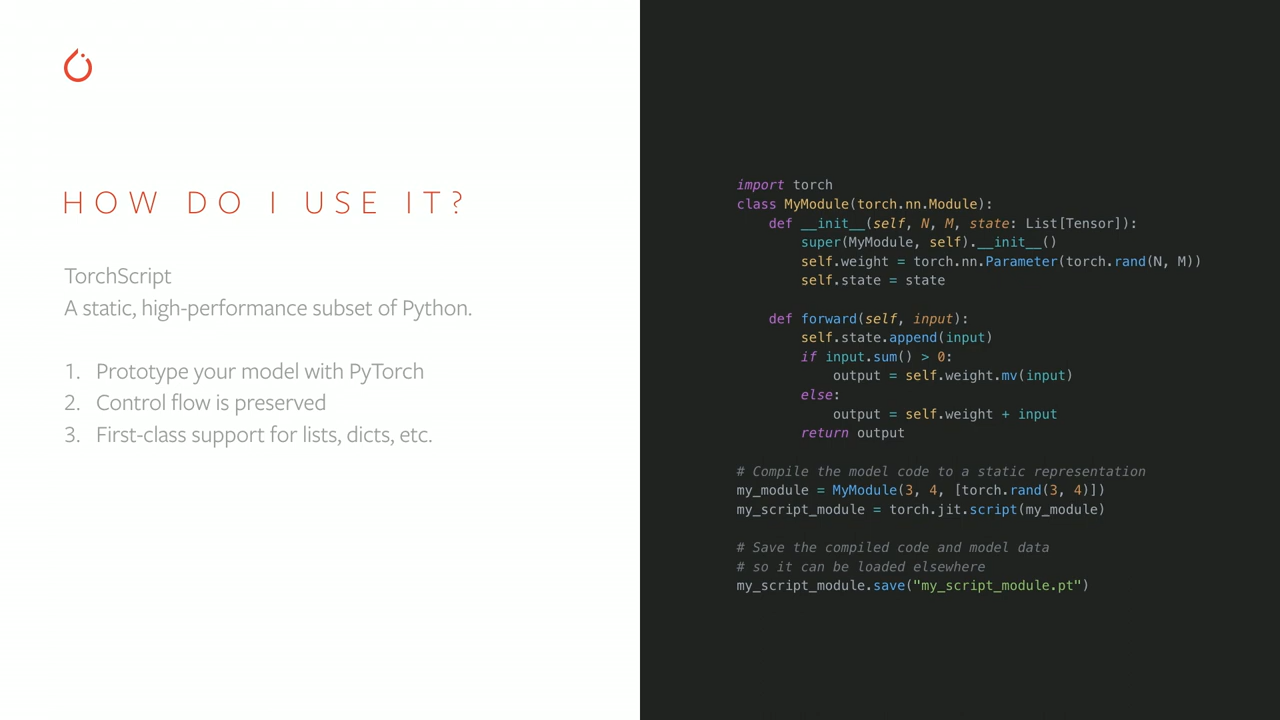 HOW DO I USE IT?
TorchScript
A static, high-performance subset of Python.
1. Prototype your model with PyTorch
2. Control flow is preserved
3. First-class support for lists, dicts, etc.
import torch
class MyModule(torch.nn.Module):
    def __init__(self, N, M, state: List[Tensor]):
        super(MyModule, self).__init__()
        self.weight = torch.nn.Parameter(torch.rand(N, M))
        self.state = state
    def forward(self, input):
        self.state.append(input)
        if input.sum() > 0:
            output = self.weight.mv(input)
        else:
            output = self.weight + input
        return output
# Compile the model code to a static representation
my_module = MyModule(3, 4, [torch.rand(3, 4)])
my_script_module = torch.jit.script(my_module)
# Save the compiled code and model data
# so it can be loaded elsewhere
my_script_module.save("my_script_module.pt")